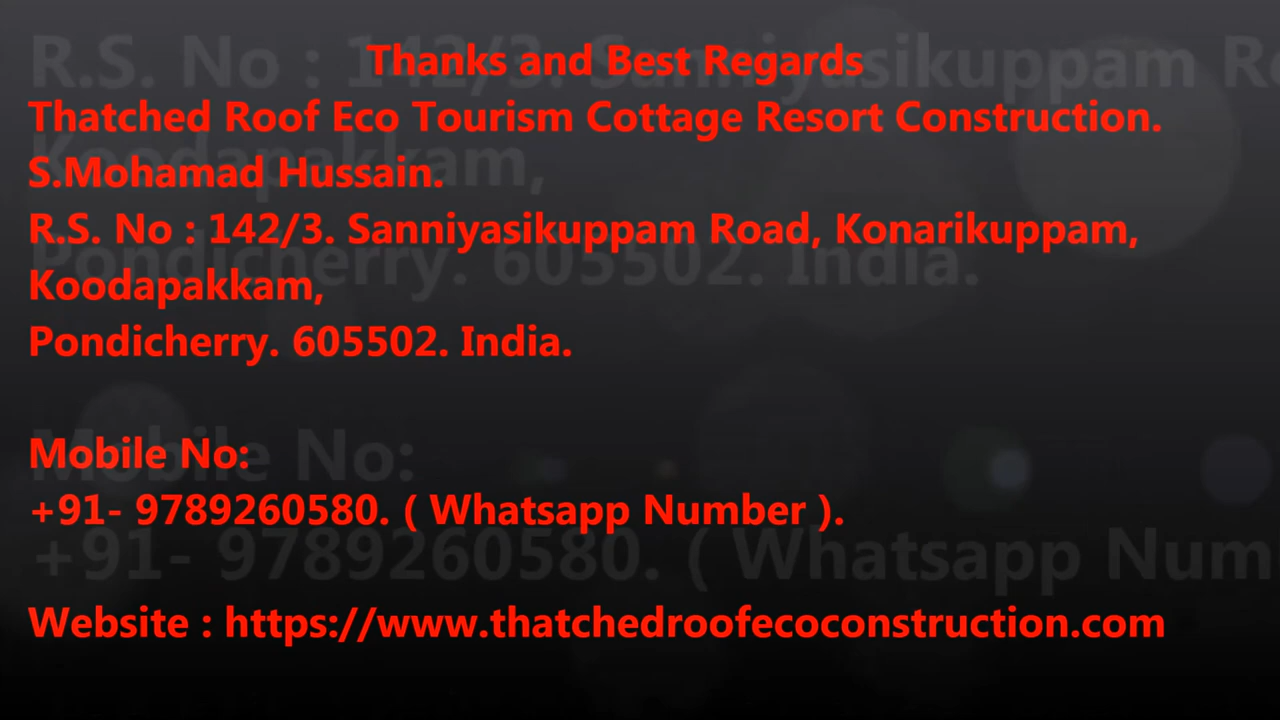 Thanks and Best Regards
Thatched Roof Eco Tourism Cottage Resort Construction.
S.Mohamad Hussain.
R.S. No : 142/3. Sanniyasikuppam Road, Konarikuppam,
Koodapakkam,
Pondicherry. 605502. India.
Mobile No:
+91- 9789260580. ( Whatsapp Number ).
Website : https://www.thatchedroofecoconstruction.com